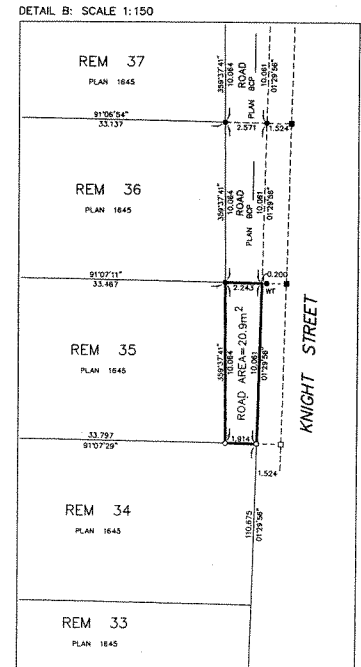 DETAIL B: SCALE 1:150
REM 37
PLAN 1645
359°37'41"
10.064
ROAD
PLAN BCP
10.061
01°29'56"
91°06'54"
33.137
2.571
1.524
REM 36
PLAN 1645
359°37'41"
10.064
ROAD
PLAN BCP
10.061
01°29'56"
91°07'11"
33.467
2.243
0.200
WT
REM 35
PLAN 1645
359°37'41"
10.064
ROAD AREA=20.9m²
10.061
01°29'56"
KNIGHT STREET
33.797
91°07'29"
1.914
1.524
REM 34
PLAN 1645
110.675
01°29'56"
REM 33
PLAN 1645